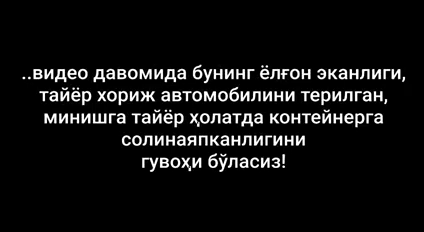 ..видео давомида бунинг ёлғон эканлиги,
тайёр хориж автомобилини терилган,
минишга тайёр ҳолатда контейнерга
солинаяпканлигини
гувоҳи бўласиз!